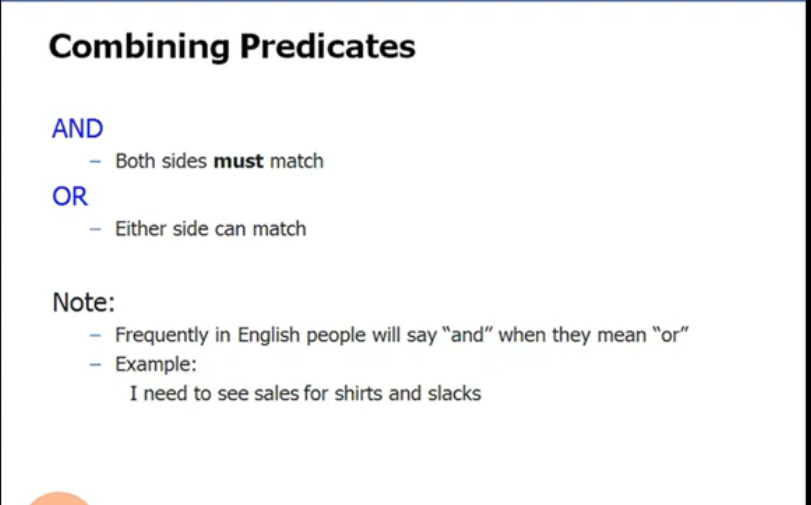 Combining Predicates
AND
– Both sides must match
OR
– Either side can match
Note:
– Frequently in English people will say “and” when they mean “or”
– Example:
I need to see sales for shirts and slacks